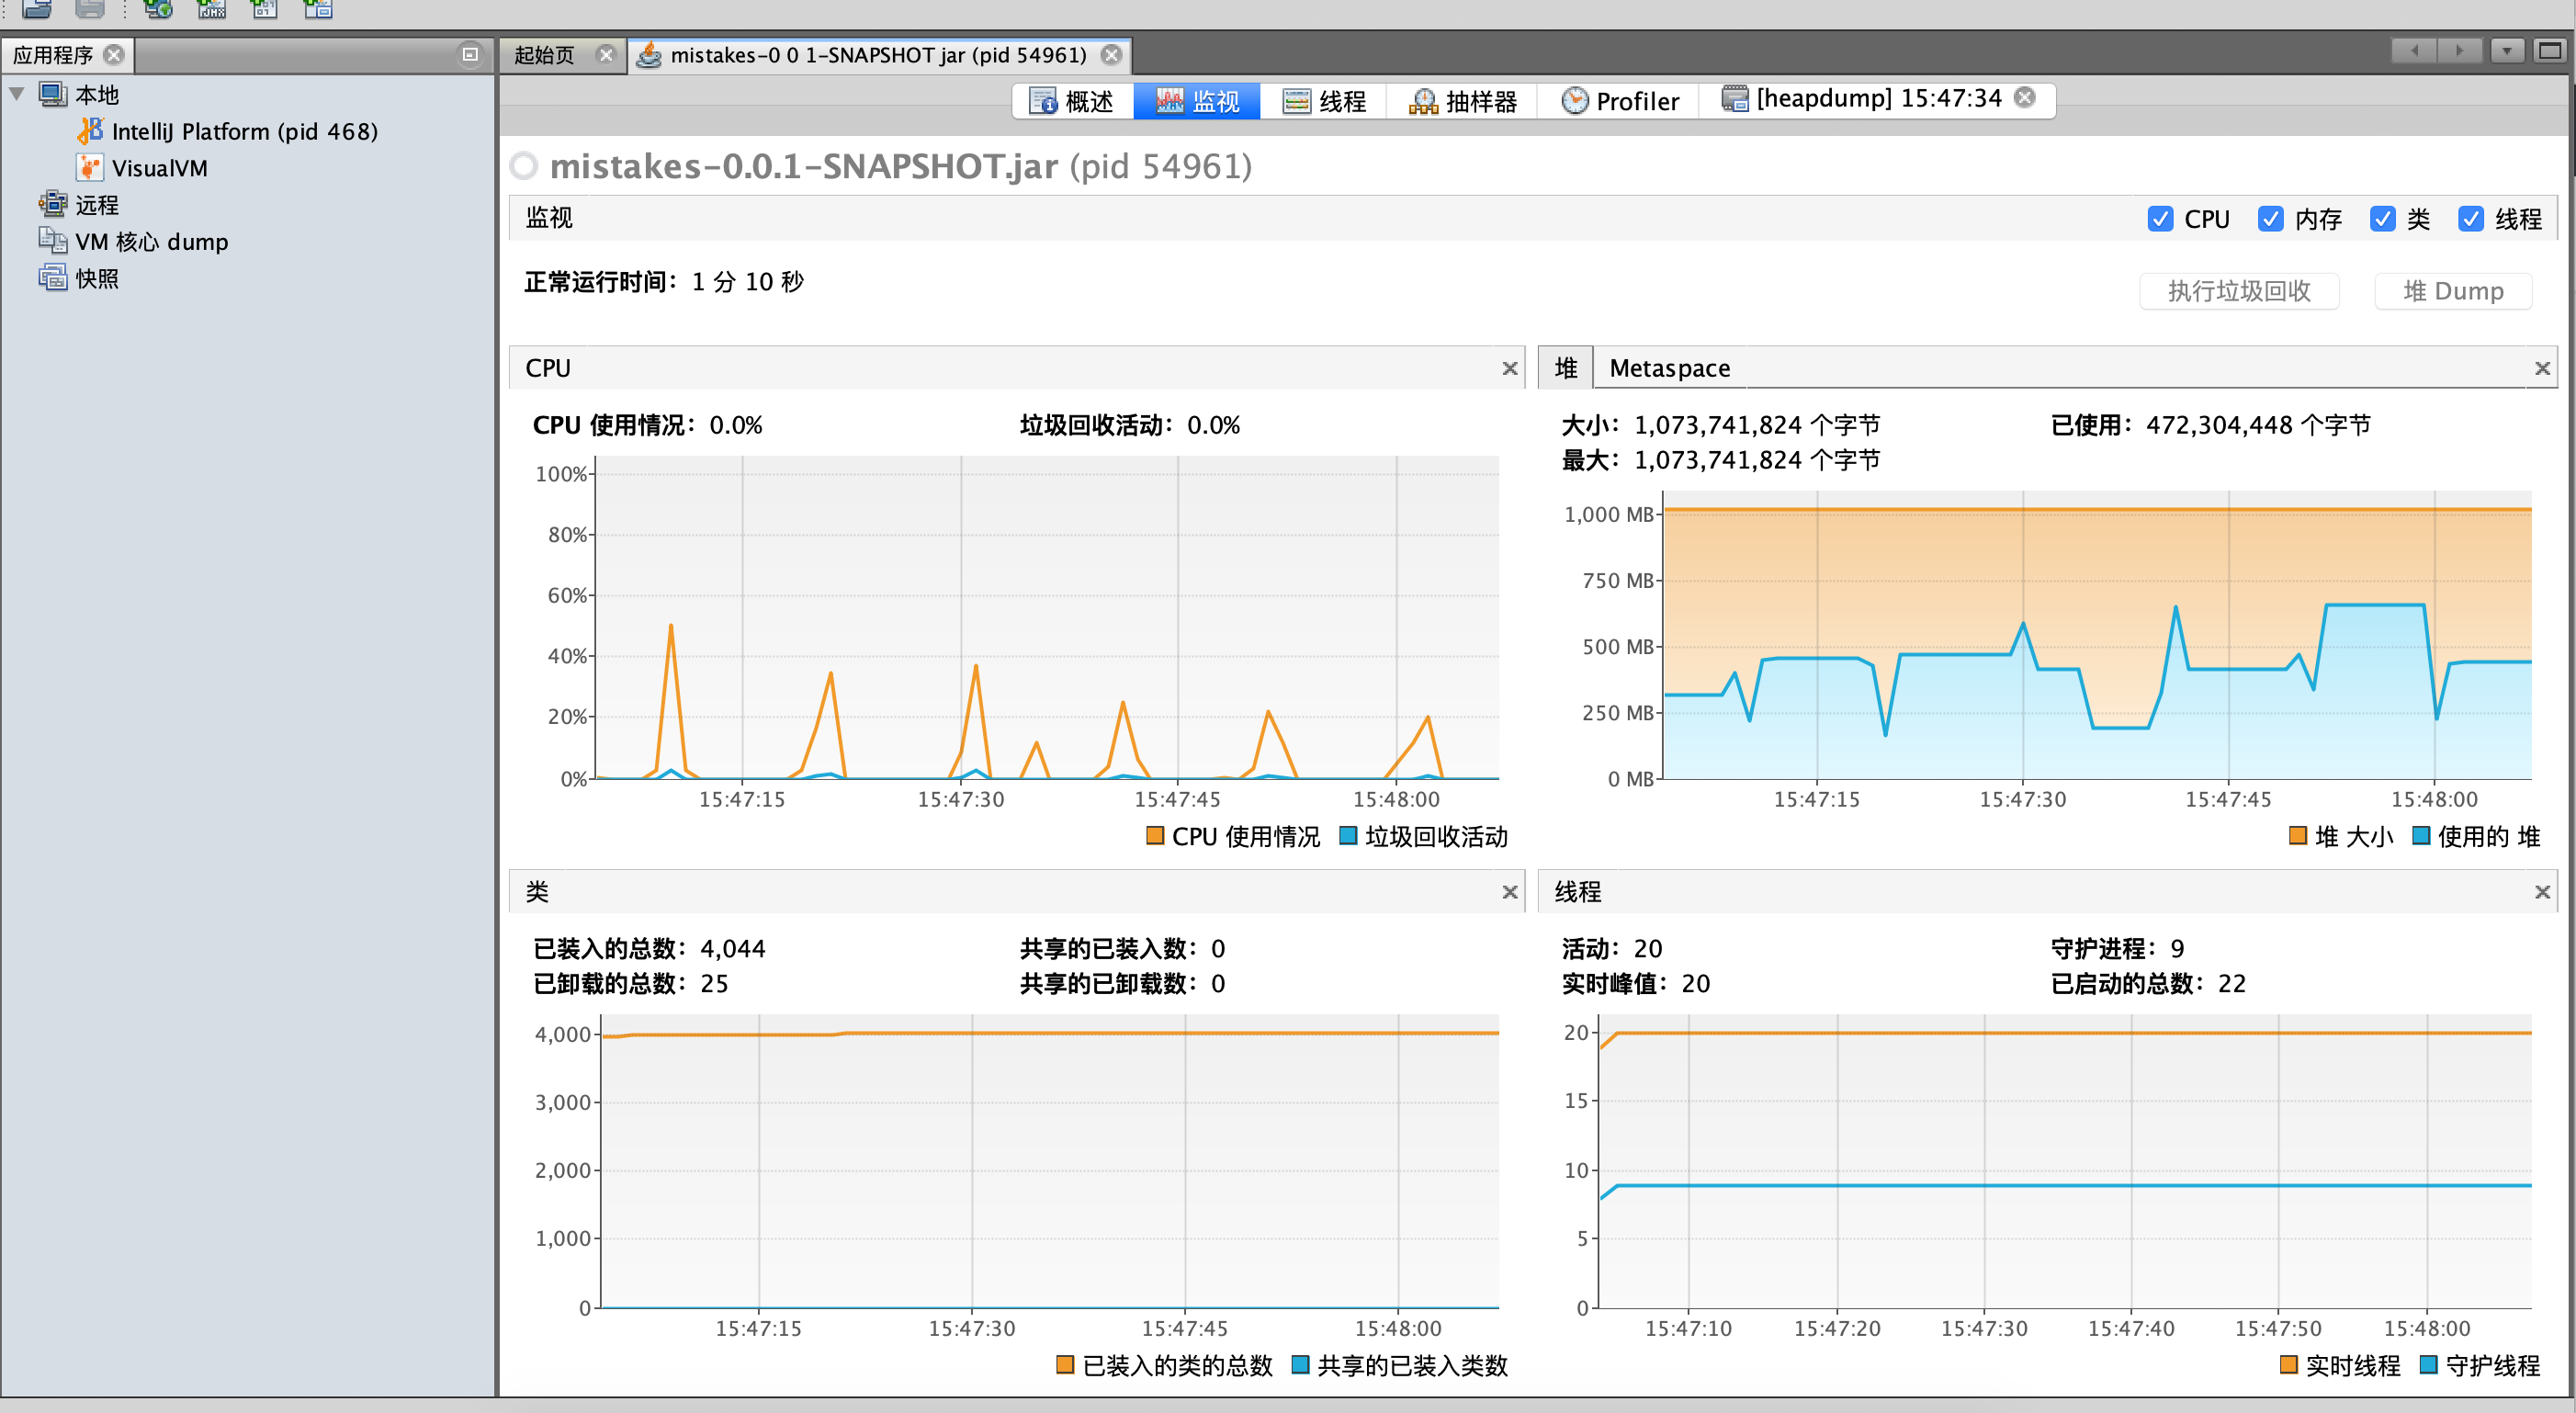 应用程序
本地
IntelliJ Platform (pid 468)
VisualVM
远程
VM 核心 dump
快照
起始页
mistakes-0 0 1-SNAPSHOT jar (pid 54961)
概述 监视 线程 抽样器 Profiler [heapdump] 15:47:34
mistakes-0.0.1-SNAPSHOT.jar (pid 54961)
监视 CPU 内存 类 线程
正常运行时间： 1 分 10 秒
执行垃圾回收 堆 Dump
CPU
CPU 使用情况： 0.0% 垃圾回收活动： 0.0%
100%
80%
60%
40%
20%
0%
15:47:15 15:47:30 15:47:45 15:48:00
CPU 使用情况 垃圾回收活动
堆 Metaspace
大小： 1,073,741,824 个字节 已使用： 472,304,448 个字节
最大： 1,073,741,824 个字节
1,000 MB
750 MB
500 MB
250 MB
0 MB
15:47:15 15:47:30 15:47:45 15:48:00
堆 大小 使用的 堆
类
已装入的总数： 4,044 共享的已装入数： 0
已卸载的总数： 25 共享的已卸载数： 0
4,000
3,000
2,000
1,000
0
15:47:15 15:47:30 15:47:45 15:48:00
已装入的类的总数 共享的已装入类数
线程
活动： 20 守护进程： 9
实时峰值： 20 已启动的总数： 22
20
15
10
5
0
15:47:10 15:47:20 15:47:30 15:47:40 15:47:50 15:48:00
实时线程 守护线程